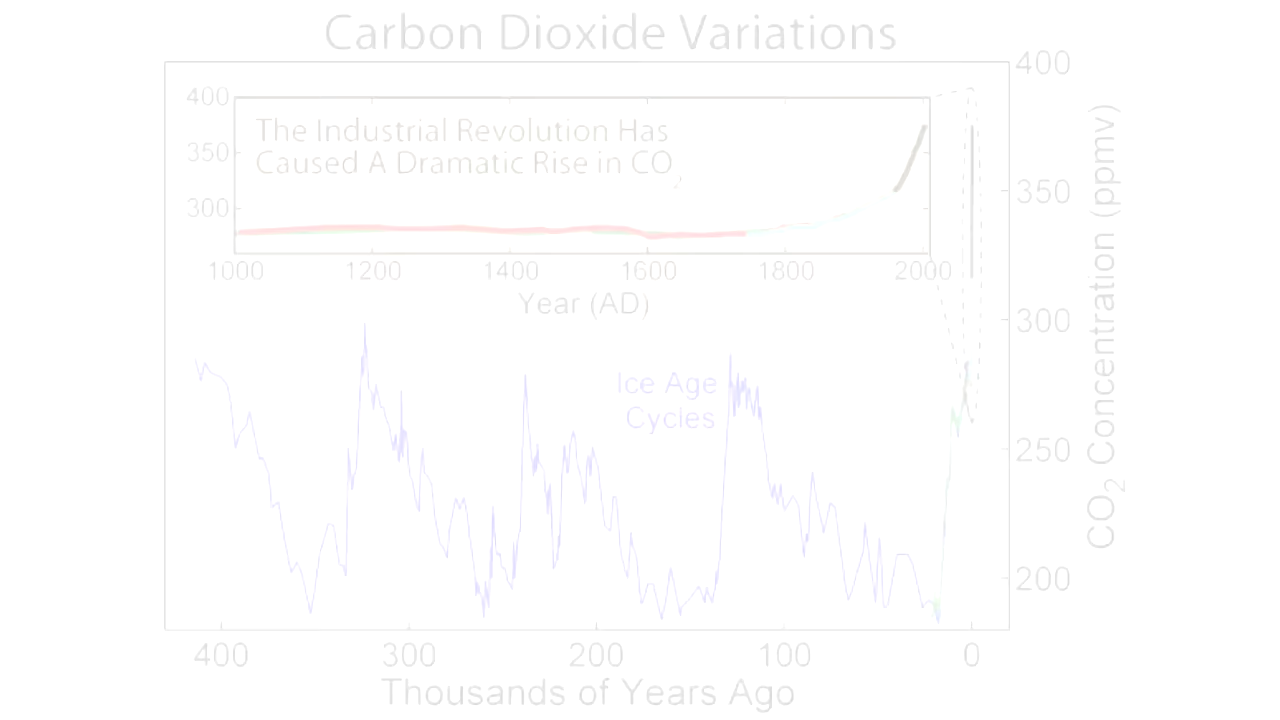 Carbon Dioxide Variations
400
350
300
The Industrial Revolution Has
Caused A Dramatic Rise in CO
1000 1200 1400 1600 1800 2000
Year (AD)
Ice Age
Cycles
400
350
300
250
200
CO2 Concentration (ppmv)
400 300 200 100 0
Thousands of Years Ago